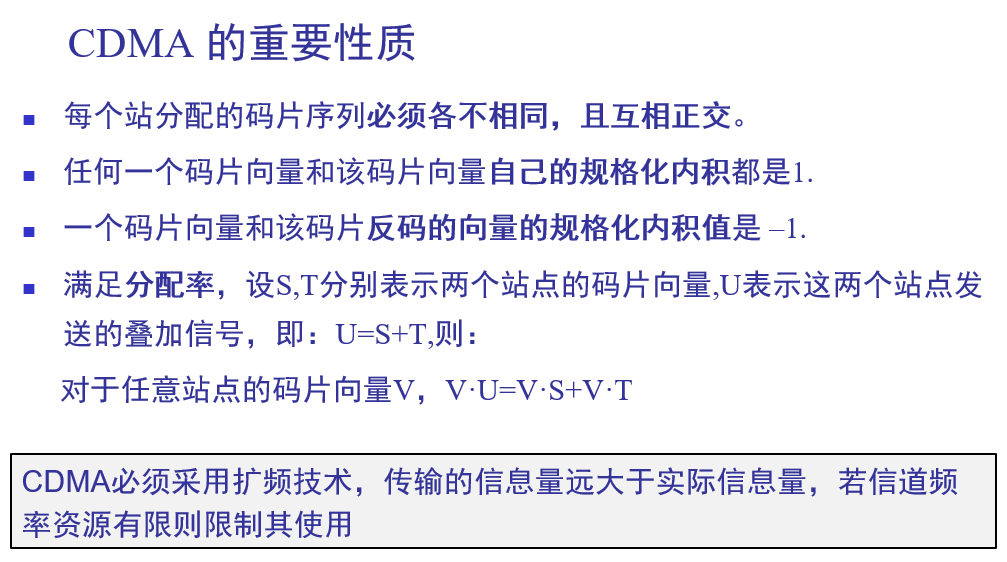 CDMA 的重要性质
■ 每个站分配的码片序列必须各不相同，且互相正交。
■ 任何一个码片向量和该码片向量自己的规格化内积都是1.
■ 一个码片向量和该码片反码的向量的规格化内积值是 –1.
■ 满足分配率，设S,T分别表示两个站点的码片向量,U表示这两个站点发
送的叠加信号，即：U=S+T,则：
对于任意站点的码片向量V，V·U=V·S+V·T
CDMA必须采用扩频技术，传输的信息量远大于实际信息量，若信道频
率资源有限则限制其使用